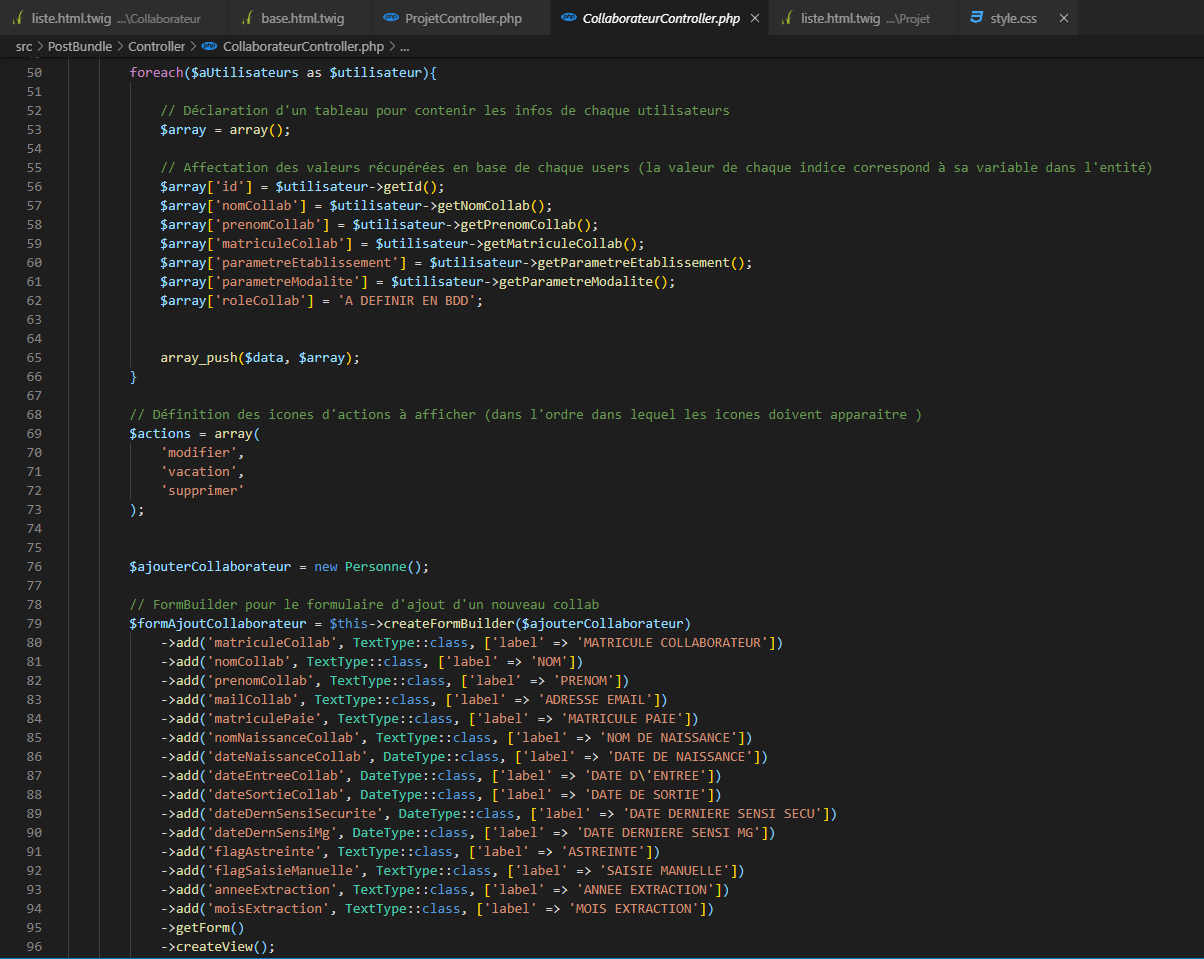 liste.html.twig ...\Collaborateur base.html.twig ProjetController.php CollaborateurController.php × liste.html.twig ...\Projet style.css ×
src > PostBundle > Controller > CollaborateurController.php > ...
50 foreach($aUtilisateurs as $utilisateur){
51
52 // Déclaration d'un tableau pour contenir les infos de chaque utilisateurs
53 $array = array();
54
55 // Affectation des valeurs récupérées en base de chaque users (la valeur de chaque indice correspond à sa variable dans l'entité)
56 $array['id'] = $utilisateur->getId();
57 $array['nomCollab'] = $utilisateur->getNomCollab();
58 $array['prenomCollab'] = $utilisateur->getPrenomCollab();
59 $array['matriculeCollab'] = $utilisateur->getMatriculeCollab();
60 $array['parametreEtablissement'] = $utilisateur->getParametreEtablissement();
61 $array['parametreModalite'] = $utilisateur->getParametreModalite();
62 $array['roleCollab'] = 'A DEFINIR EN BDD';
63
64
65 array_push($data, $array);
66 }
67
68 // Définition des icones d'actions à afficher (dans l'ordre dans lequel les icones doivent apparaitre )
69 $actions = array(
70 'modifier',
71 'vacation',
72 'supprimer'
73 );
74
75
76 $ajouterCollaborateur = new Personne();
77
78 // FormBuilder pour le formulaire d'ajout d'un nouveau collab
79 $formAjoutCollaborateur = $this->createFormBuilder($ajouterCollaborateur)
80 ->add('matriculeCollab', TextType::class, ['label' => 'MATRICULE COLLABORATEUR'])
81 ->add('nomCollab', TextType::class, ['label' => 'NOM'])
82 ->add('prenomCollab', TextType::class, ['label' => 'PRENOM'])
83 ->add('mailCollab', TextType::class, ['label' => 'ADRESSE EMAIL'])
84 ->add('matriculePaie', TextType::class, ['label' => 'MATRICULE PAIE'])
85 ->add('nomNaissanceCollab', TextType::class, ['label' => 'NOM DE NAISSANCE'])
86 ->add('dateNaissanceCollab', DateType::class, ['label' => 'DATE DE NAISSANCE'])
87 ->add('dateEntreeCollab', DateType::class, ['label' => 'DATE D\'ENTREE'])
88 ->add('dateSortieCollab', DateType::class, ['label' => 'DATE DE SORTIE'])
89 ->add('dateDernSensiSecurite', DateType::class, ['label' => 'DATE DERNIERE SENSI SECU'])
90 ->add('dateDernSensiMg', DateType::class, ['label' => 'DATE DERNIERE SENSI MG'])
91 ->add('flagAstreinte', TextType::class, ['label' => 'ASTREINTE'])
92 ->add('flagSaisieManuelle', TextType::class, ['label' => 'SAISIE MANUELLE'])
93 ->add('anneeExtraction', TextType::class, ['label' => 'ANNEE EXTRACTION'])
94 ->add('moisExtraction', TextType::class, ['label' => 'MOIS EXTRACTION'])
95 ->getForm()
96 ->createView();